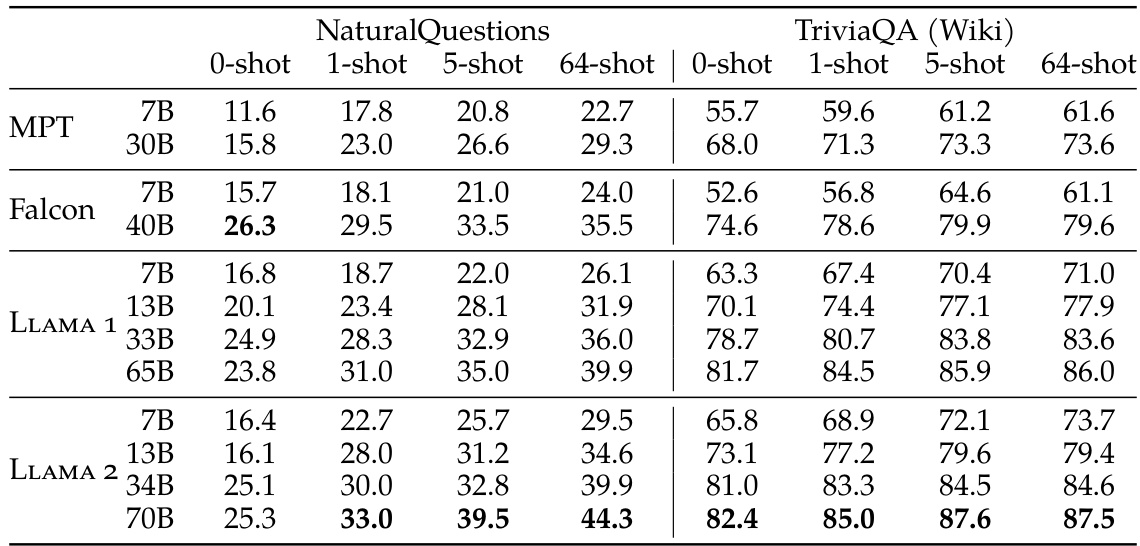 NaturalQuestions TriviaQA (Wiki)
0-shot 1-shot 5-shot 64-shot 0-shot 1-shot 5-shot 64-shot
7B 11.6 17.8 20.8 22.7 55.7 59.6 61.2 61.6
MPT
30B 15.8 23.0 26.6 29.3 68.0 71.3 73.3 73.6
7B 15.7 18.1 21.0 24.0 52.6 56.8 64.6 61.1
Falcon
40B 26.3 29.5 33.5 35.5 74.6 78.6 79.9 79.6
7B 16.8 18.7 22.0 26.1 63.3 67.4 70.4 71.0
13B 20.1 23.4 28.1 31.9 70.1 74.4 77.1 77.9
LLAMA 1
33B 24.9 28.3 32.9 36.0 78.7 80.7 83.8 83.6
65B 23.8 31.0 35.0 39.9 81.7 84.5 85.9 86.0
7B 16.4 22.7 25.7 29.5 65.8 68.9 72.1 73.7
13B 16.1 28.0 31.2 34.6 73.1 77.2 79.6 79.4
LLAMA 2
34B 25.1 30.0 32.8 39.9 81.0 83.3 84.5 84.6
70B 25.3 33.0 39.5 44.3 82.4 85.0 87.6 87.5